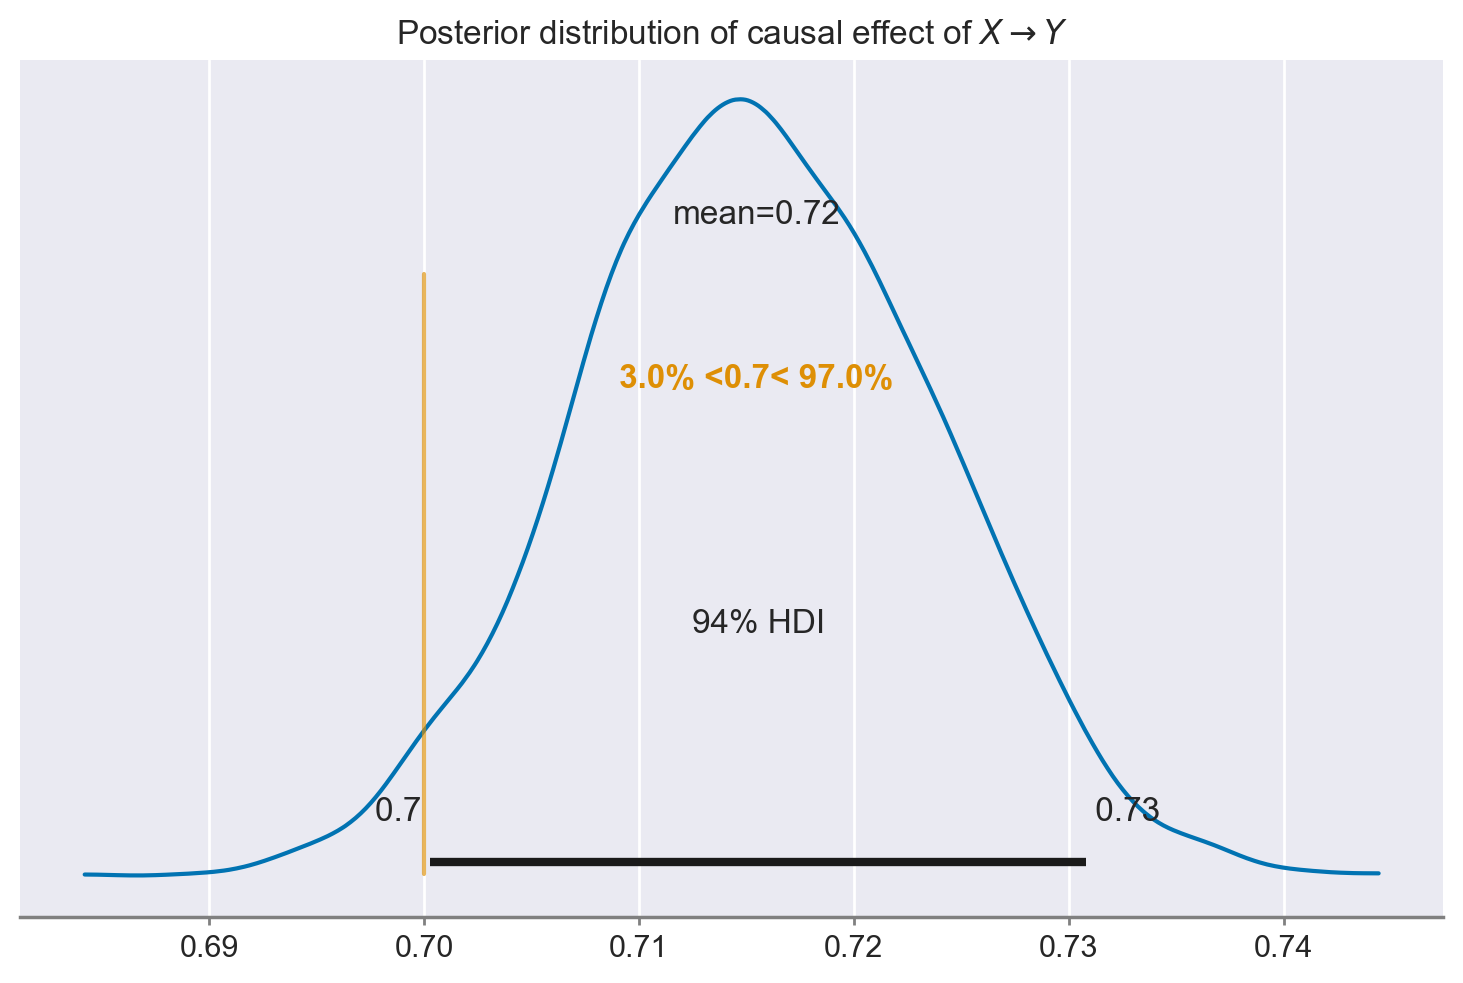 Posterior distribution of causal effect of X → Y
mean=0.72
3.0% <0.7< 97.0%
94% HDI
0.7
0.73
0.69
0.70
0.71
0.72
0.73
0.74